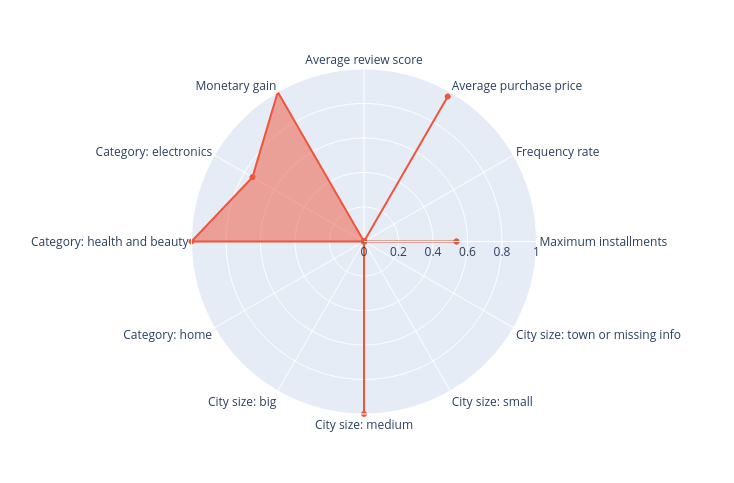 Average review score
Monetary gain
Average purchase price
Category: electronics
Frequency rate
Category: health and beauty
Maximum installments
0 0.2 0.4 0.6 0.8 1
Category: home
City size: town or missing info
City size: big
City size: small
City size: medium